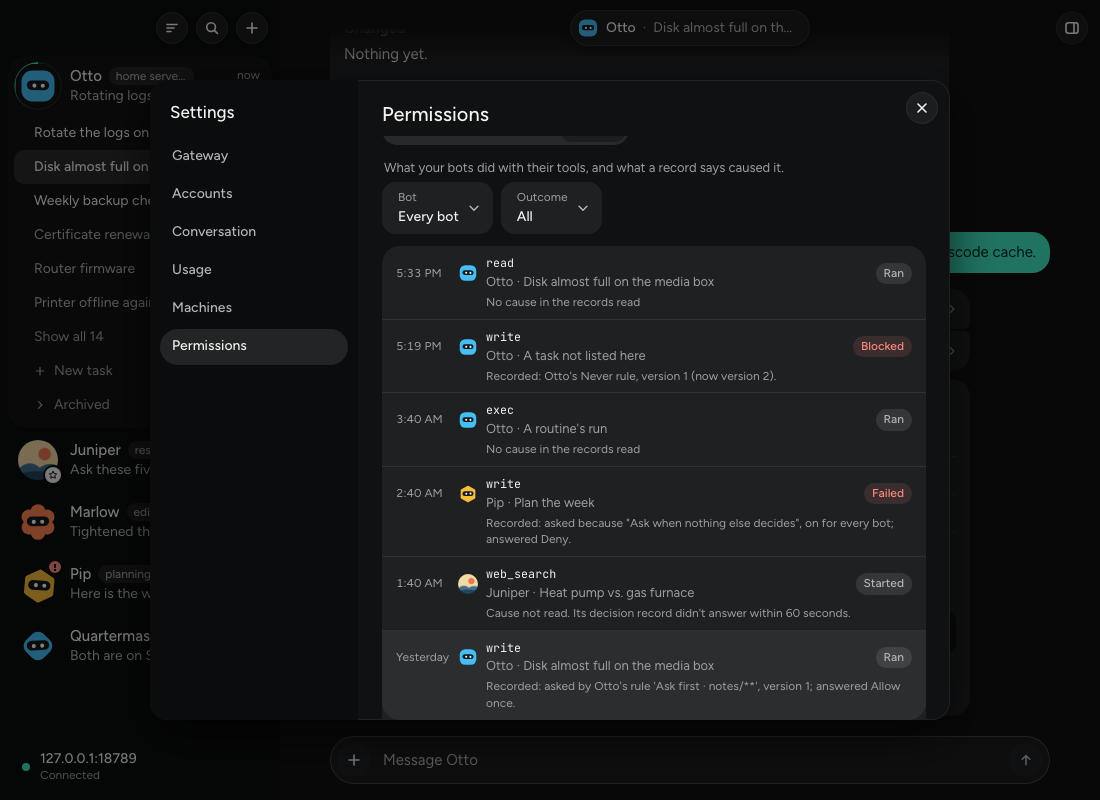 Otto · Disk almost full on th...
Nothing yet.
Otto home serve... now
Rotating logs
Rotate the logs on
Disk almost full on
Weekly backup che
Certificate renewa
Router firmware
Printer offline agai
Show all 14
+ New task
Archived
Juniper res
Ask these fiv
Marlow edi
Tightened th
Pip planning
Here is the w
Quartermas
Both are on S
127.0.0.1:18789
Connected
Settings
Gateway
Accounts
Conversation
Usage
Machines
Permissions
Permissions
What your bots did with their tools, and what a record says caused it.
Bot
Every bot
Outcome
All
5:33 PM
read
Otto · Disk almost full on the media box
No cause in the records read
Ran
5:19 PM
write
Otto · A task not listed here
Recorded: Otto's Never rule, version 1 (now version 2).
Blocked
3:40 AM
exec
Otto · A routine's run
No cause in the records read
Ran
2:40 AM
write
Pip · Plan the week
Recorded: asked because "Ask when nothing else decides", on for every bot;
answered Deny.
Failed
1:40 AM
web_search
Juniper · Heat pump vs. gas furnace
Cause not read. Its decision record didn't answer within 60 seconds.
Started
Yesterday
write
Otto · Disk almost full on the media box
Recorded: asked by Otto's rule 'Ask first · notes/**', version 1; answered Allow
once.
Ran
scode cache.
Message Otto